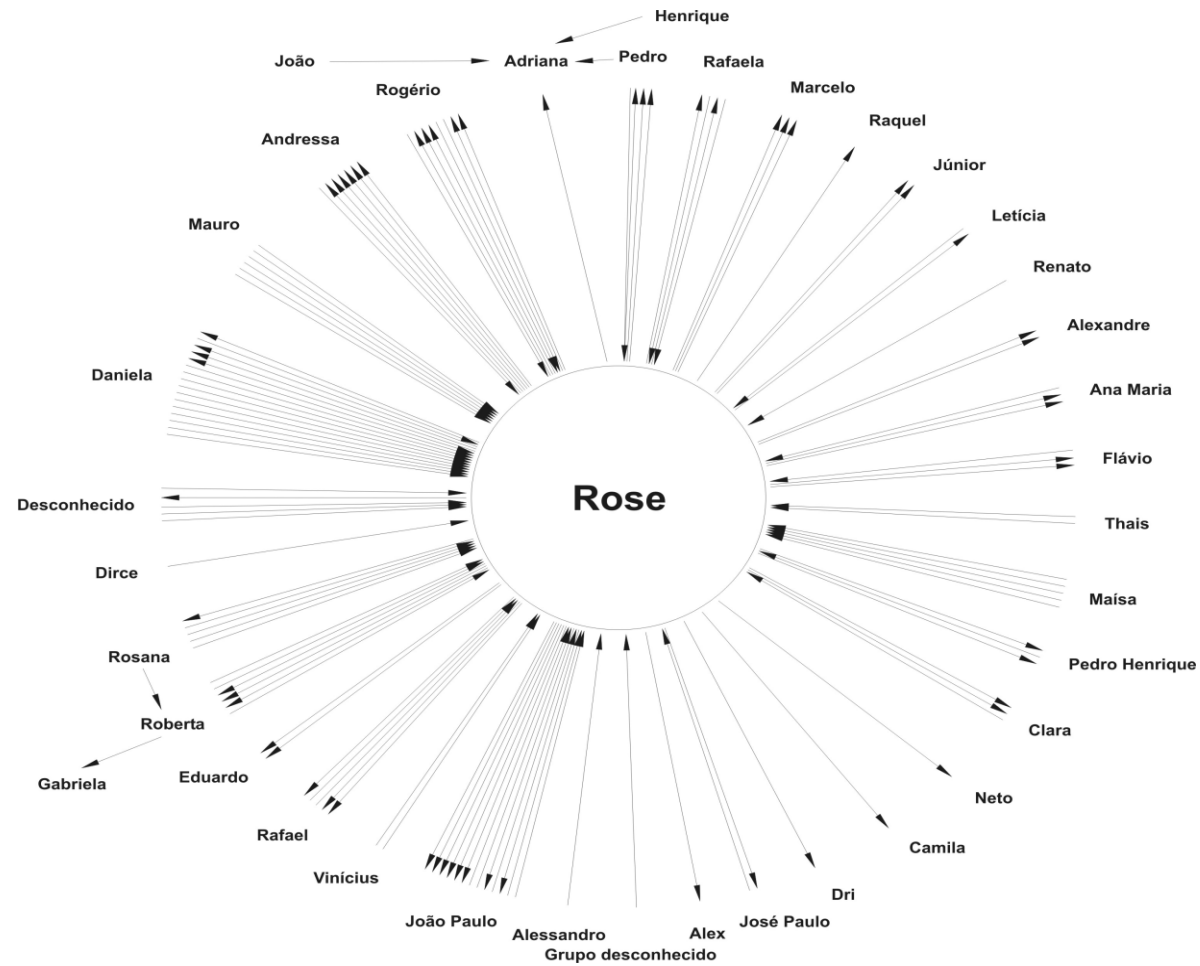 Henrique
João
Adriana
Pedro
Rafaela
Rogério
Marcelo
Raquel
Andressa
Júnior
Letícia
Mauro
Renato
Alexandre
Daniela
Ana Maria
Flávio
Rose
Desconhecido
Thais
Dirce
Maísa
Rosana
Pedro Henrique
Roberta
Clara
Gabriela
Eduardo
Neto
Rafael
Camila
Vinícius
Dri
João Paulo
José Paulo
Alessandro
Alex
Grupo desconhecido